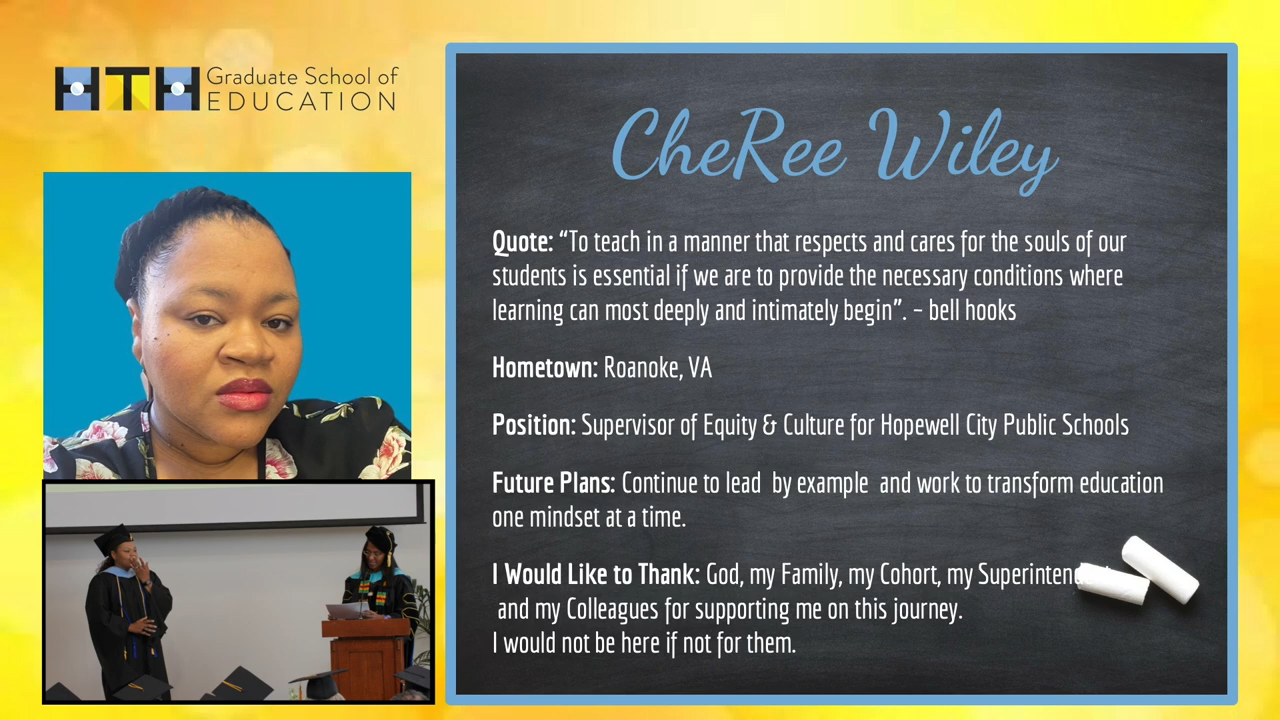 HTH Graduate School of
EDUCATION
CheRee Wiley
Quote: “To teach in a manner that respects and cares for the souls of our
students is essential if we are to provide the necessary conditions where
learning can most deeply and intimately begin”. – bell hooks
Hometown: Roanoke, VA
Position: Supervisor of Equity & Culture for Hopewell City Public Schools
Future Plans: Continue to lead by example and work to transform education
one mindset at a time.
I Would Like to Thank: God, my Family, my Cohort, my
and my Colleagues for supporting me on this journey.
I would not be here if not for them.